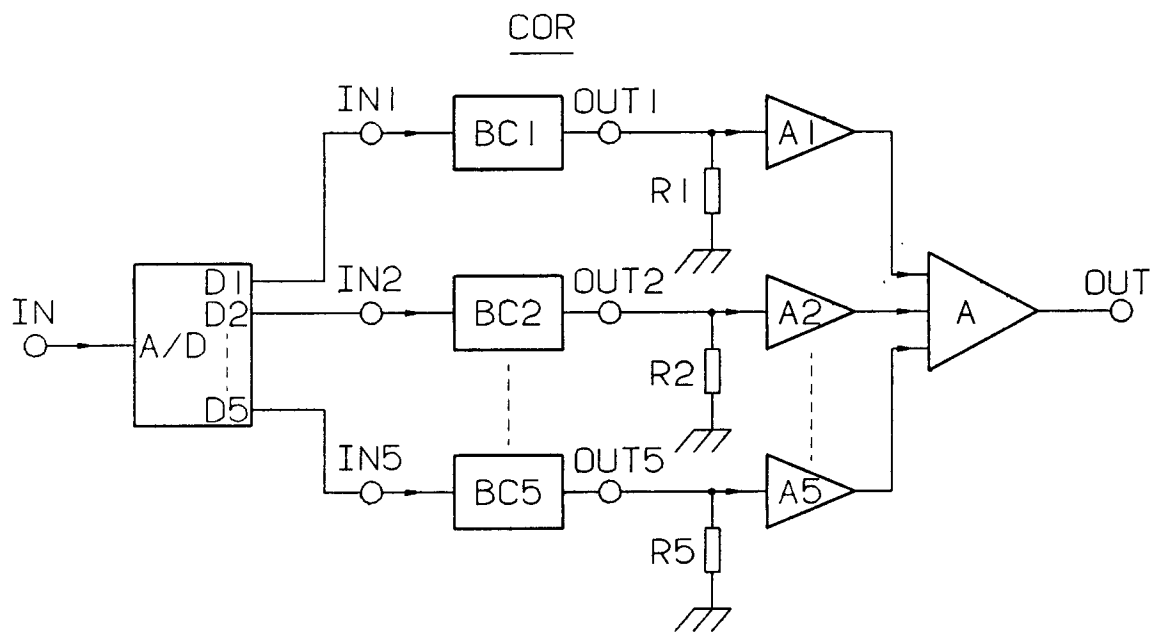 COR
IN1
BC1
OUT1
A1
R1
IN
A/D
D1
D2
D5
IN2
BC2
OUT2
A2
R2
A
OUT
IN5
BC5
OUT5
A5
R5